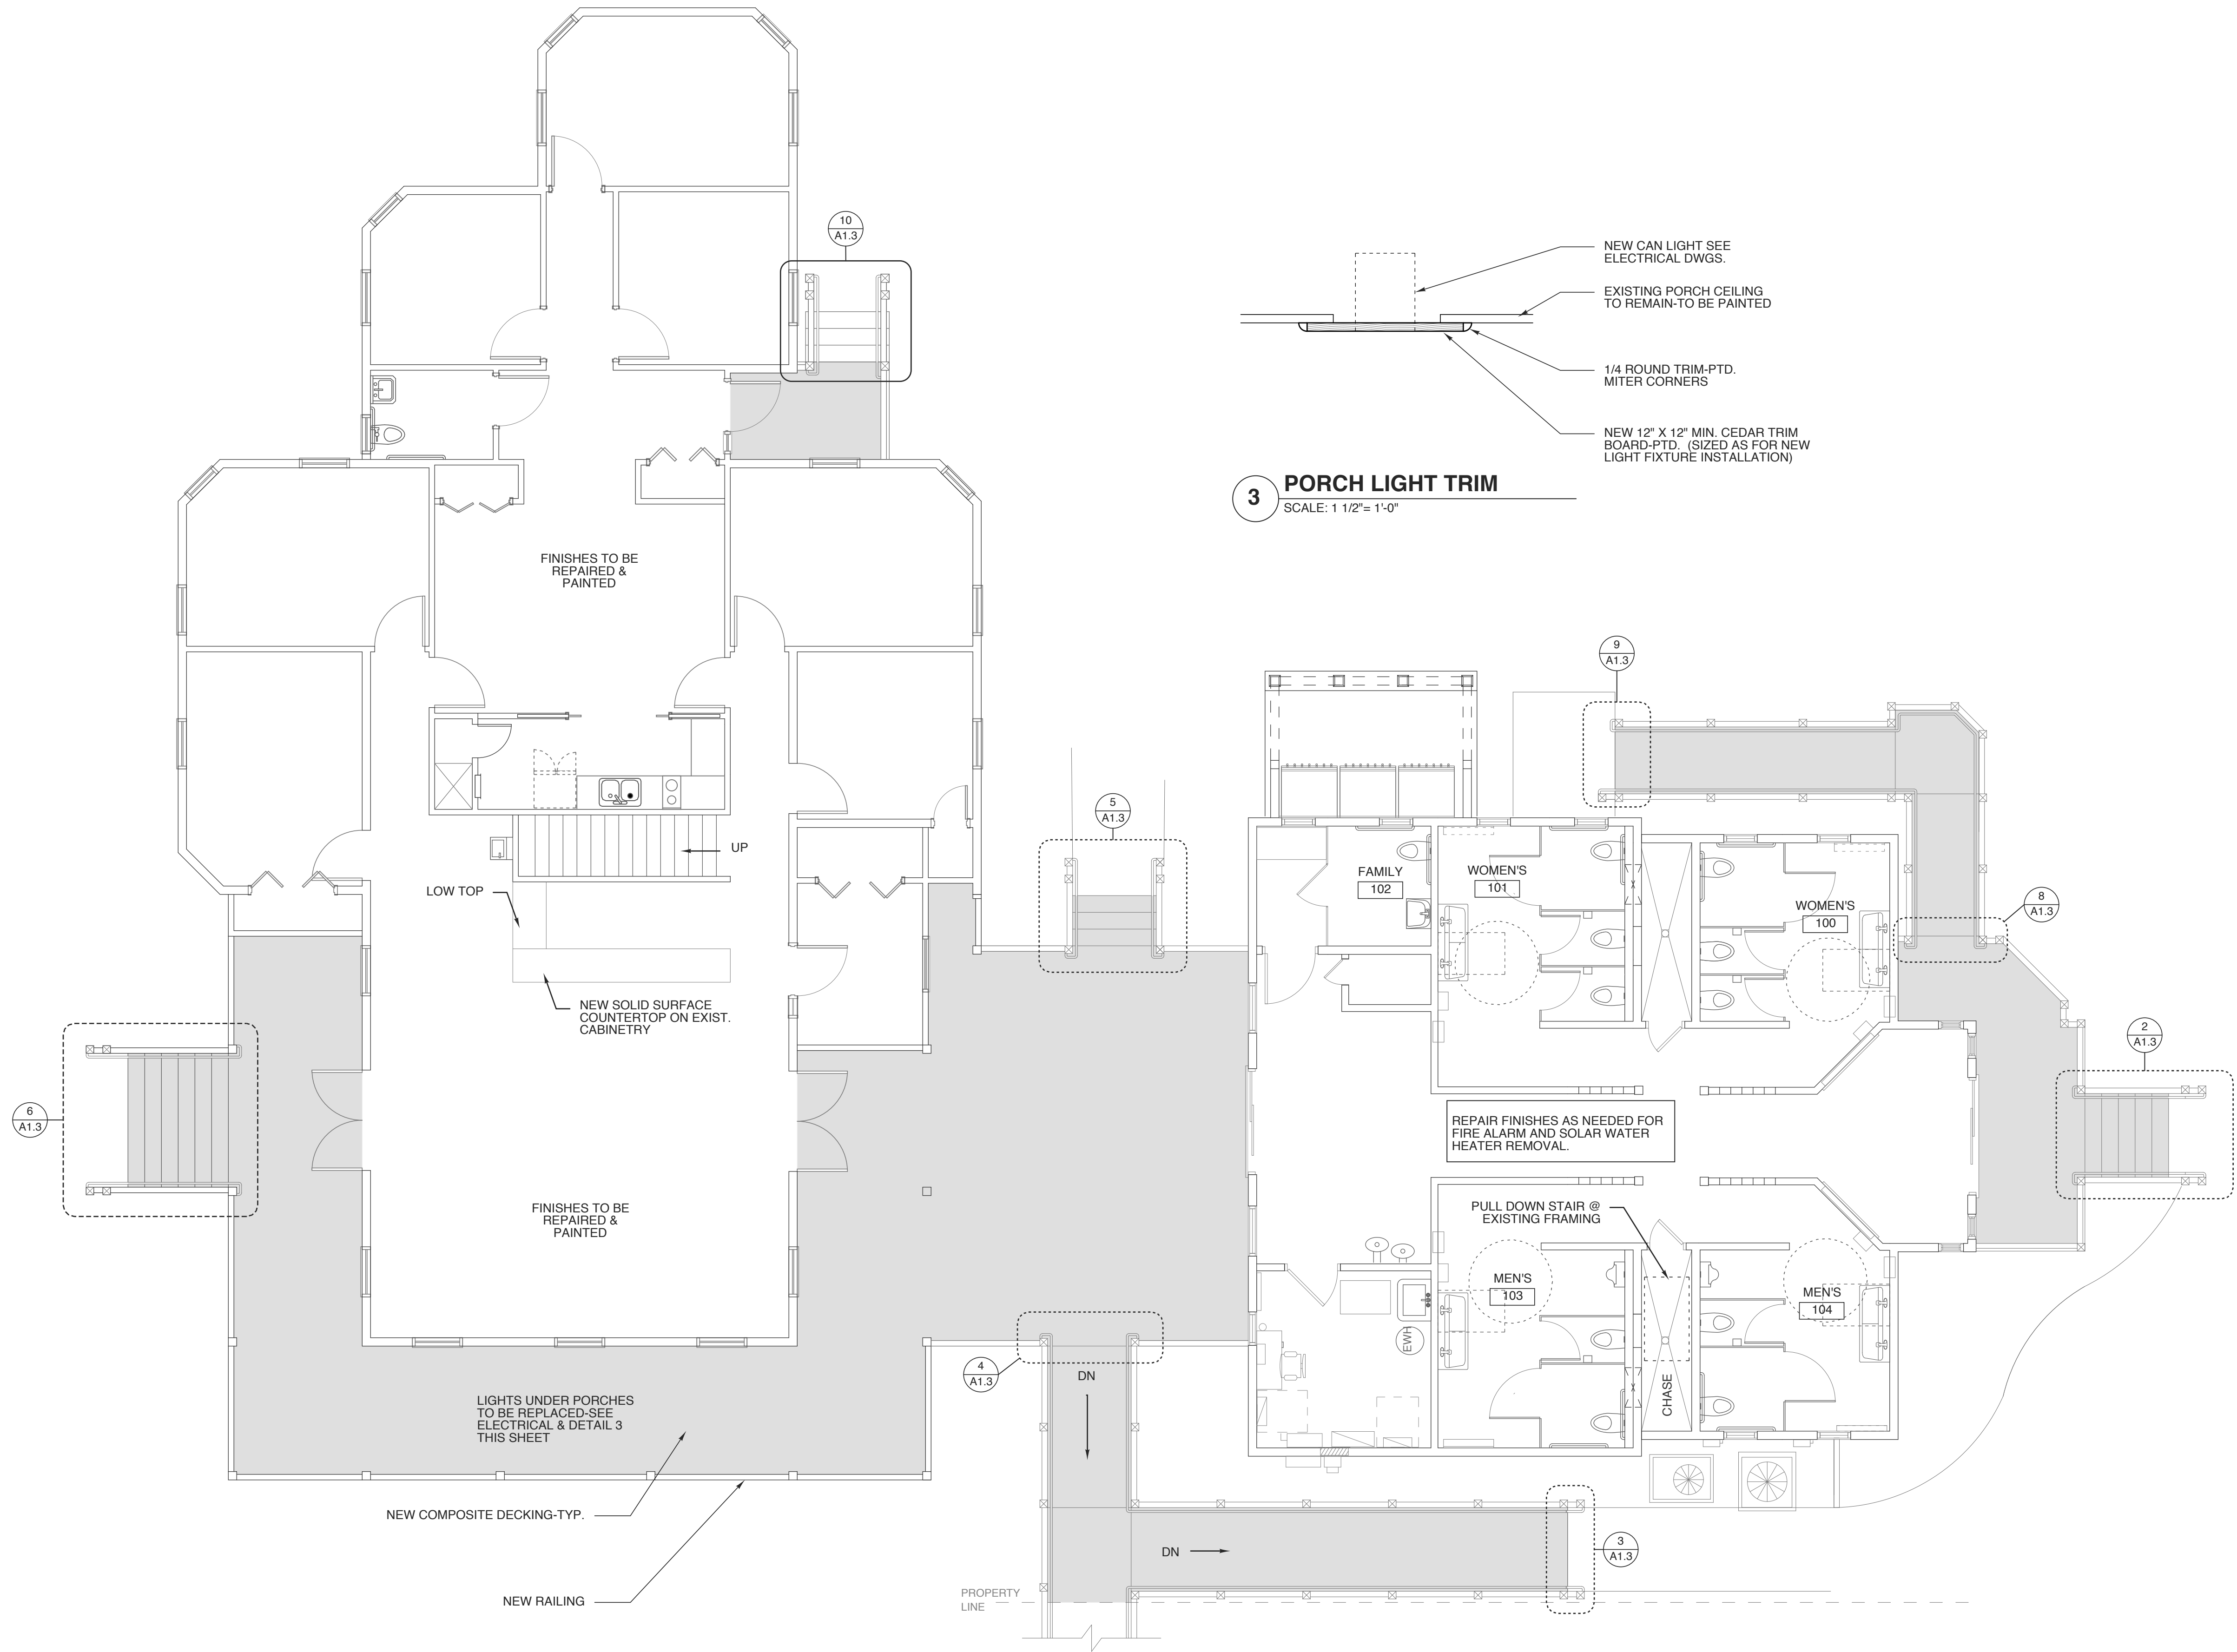 10
A1.3
NEW CAN LIGHT SEE
ELECTRICAL DWGS.
EXISTING PORCH CEILING
TO REMAIN-TO BE PAINTED
1/4 ROUND TRIM-PTD.
MITER CORNERS
NEW 12" X 12" MIN. CEDAR TRIM
BOARD-PTD.  (SIZED AS FOR NEW
LIGHT FIXTURE INSTALLATION)
3
PORCH LIGHT TRIM
SCALE: 1 1/2"= 1'-0"
FINISHES TO BE
REPAIRED &
PAINTED
9
A1.3
5
A1.3
UP
LOW TOP
FAMILY
102
WOMEN'S
101
WOMEN'S
100
8
A1.3
NEW SOLID SURFACE
COUNTERTOP ON EXIST.
CABINETRY
2
A1.3
6
A1.3
REPAIR FINISHES AS NEEDED FOR
FIRE ALARM AND SOLAR WATER
HEATER REMOVAL.
FINISHES TO BE
REPAIRED &
PAINTED
PULL DOWN STAIR @
EXISTING FRAMING
MEN'S
103
MEN'S
104
EWH
4
A1.3
DN
CHASE
LIGHTS UNDER PORCHES
TO BE REPLACED-SEE
ELECTRICAL & DETAIL 3
THIS SHEET
NEW COMPOSITE DECKING-TYP.
DN
3
A1.3
NEW RAILING
PROPERTY
LINE